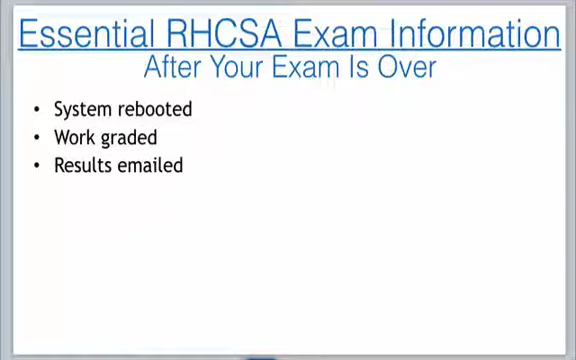 Essential RHCSA Exam Information
After Your Exam Is Over
• System rebooted
• Work graded
• Results emailed